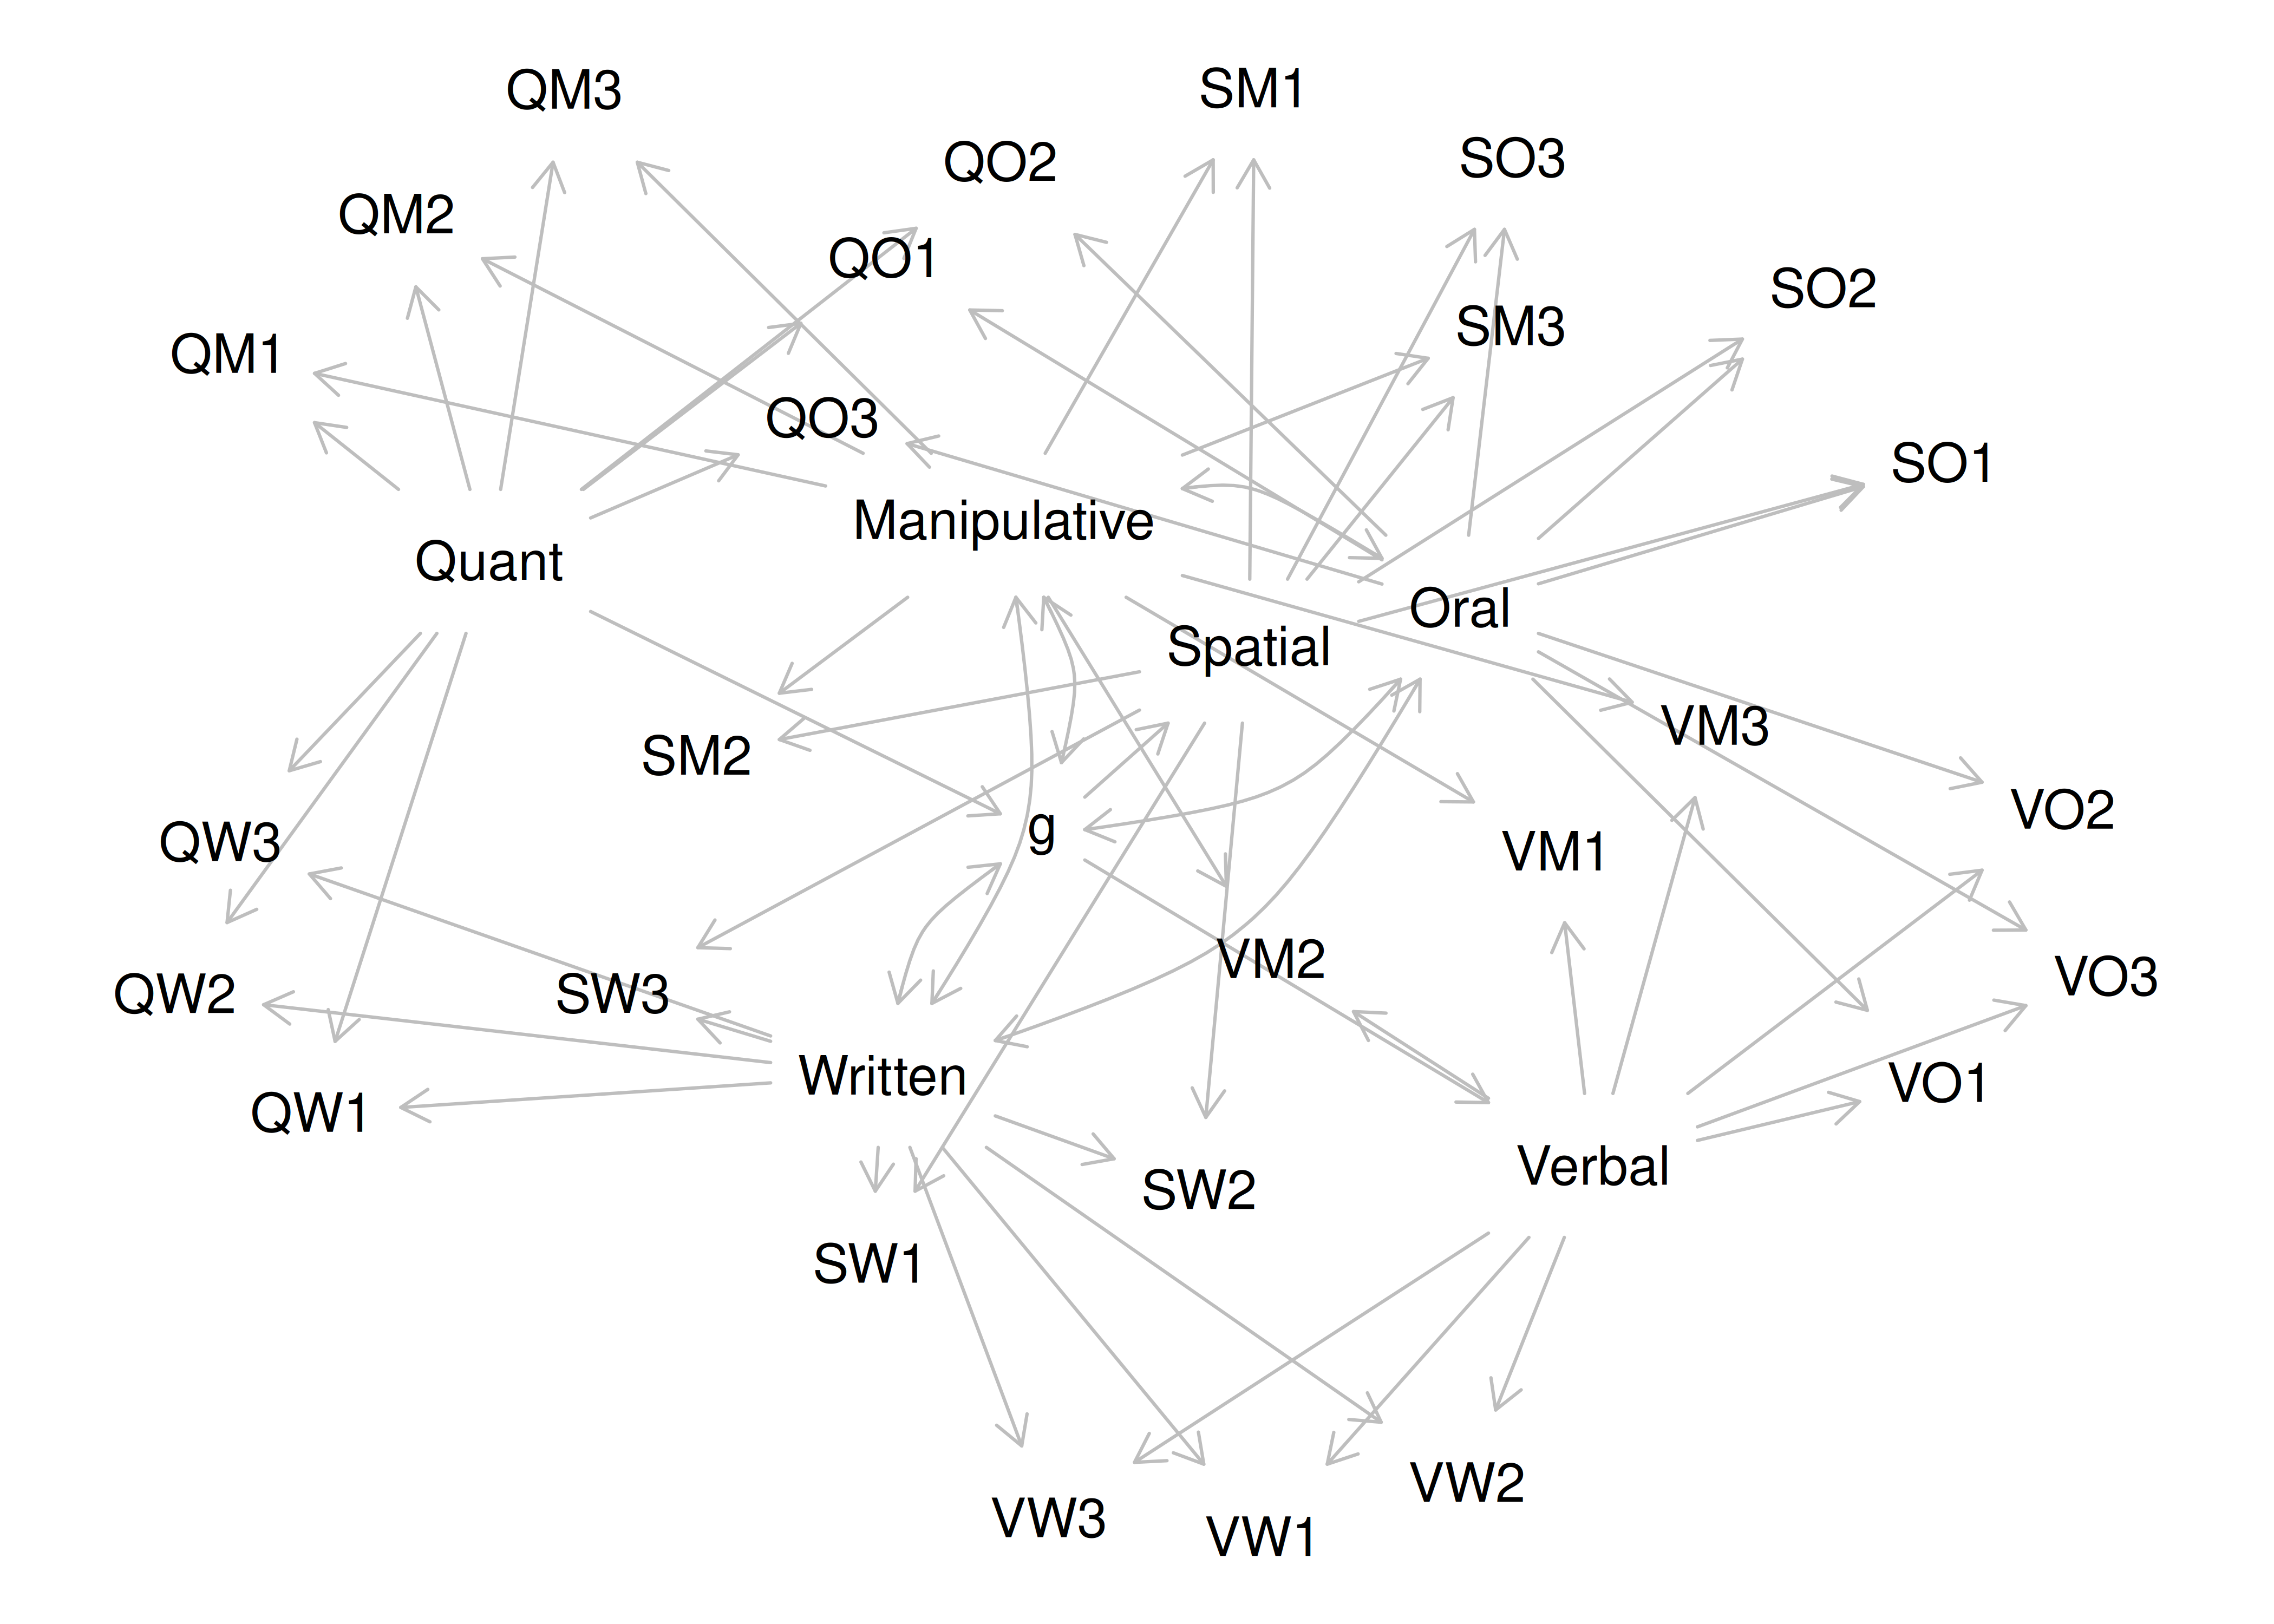 QM3
SM1
QO2
SO3
QM2
QO1
SO2
SM3
QM1
QO3
SO1
Manipulative
Quant
Oral
Spatial
VM3
SM2
VO2
g
QW3
VM1
VM2
VO3
QW2
SW3
Written
VO1
QW1
Verbal
SW2
SW1
VW2
VW3
VW1